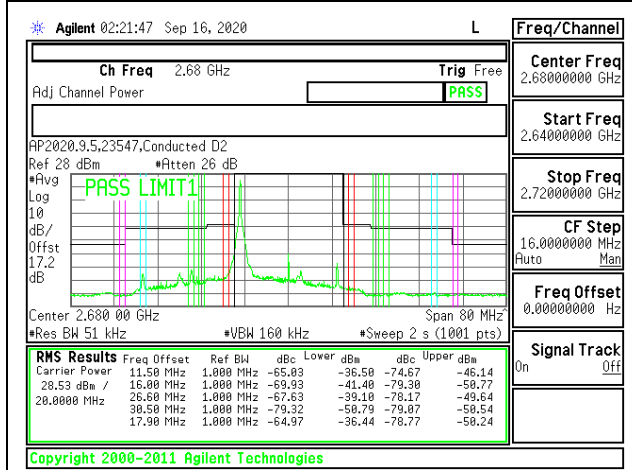 Agilent 02:21:47 Sep 16, 2020 L
Freq/Channel
Ch Freq 2.68 GHz Trig Free
Adj Channel Power PASS
AP2020.9.5,23547,Conducted D2
Ref 28 dBm #Atten 26 dB
#Avg
Log
10
dB/
Offst
17.2
dB
PASS LIMIT1
Center 2.680 00 GHz Span 80 MHz
#Res BW 51 kHz #VBW 160 kHz #Sweep 2 s (1001 pts)
RMS Results Freq Offset Ref BW dBc Lower dBm dBc Upper dBm
Carrier Power 11.50 MHz 1.000 MHz -65.03 -36.50 -74.67 -46.14
28.53 dBm / 16.00 MHz 1.000 MHz -69.93 -41.40 -79.30 -50.77
20.0000 MHz 26.60 MHz 1.000 MHz -67.63 -39.10 -78.17 -49.64
30.50 MHz 1.000 MHz -79.32 -50.79 -79.07 -50.54
17.90 MHz 1.000 MHz -64.97 -36.44 -78.77 -50.24
Copyright 2000-2011 Agilent Technologies
Center Freq
2.68000000 GHz
Start Freq
2.64000000 GHz
Stop Freq
2.72000000 GHz
CF Step
16.0000000 MHz
Auto Man
Freq Offset
0.00000000 Hz
Signal Track
On Off